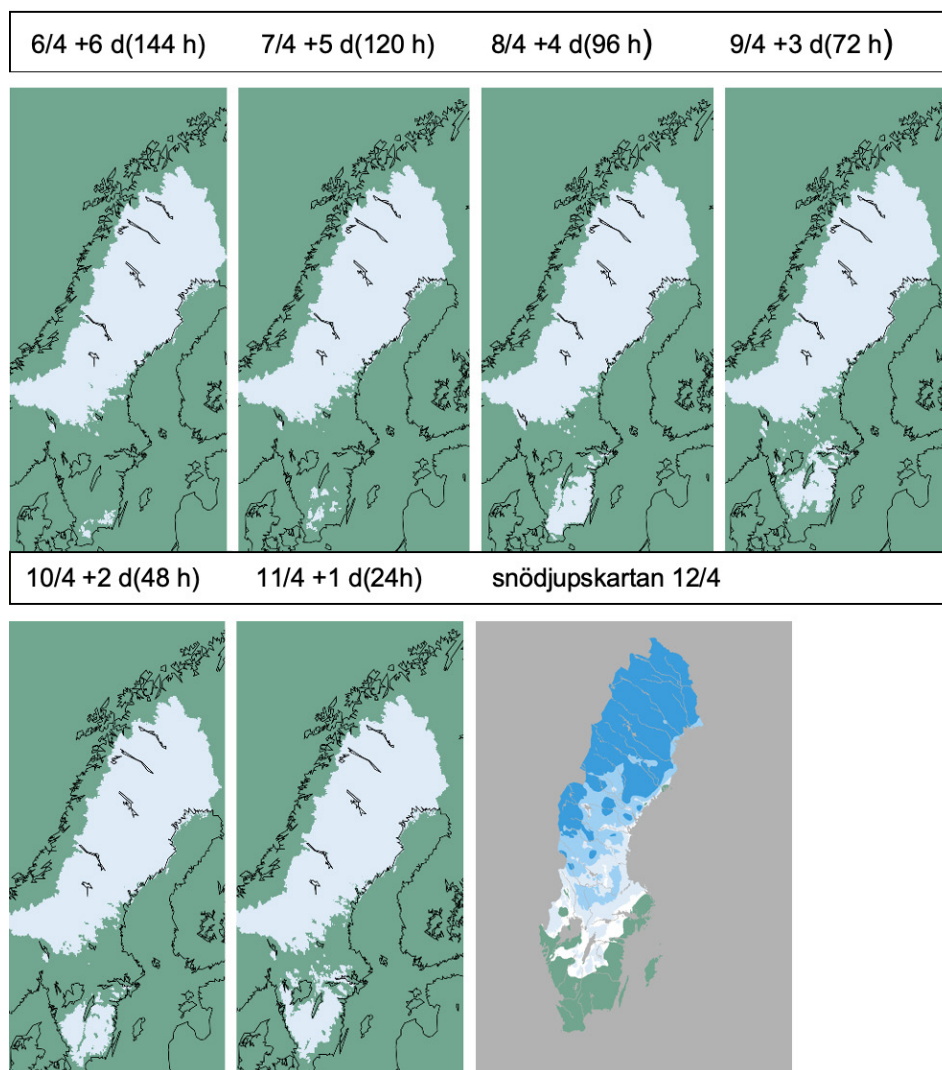 6/4 +6 d(144 h) 7/4 +5 d(120 h) 8/4 +4 d(96 h) 9/4 +3 d(72 h)
10/4 +2 d(48 h) 11/4 +1 d(24h) snödjupskartan 12/4